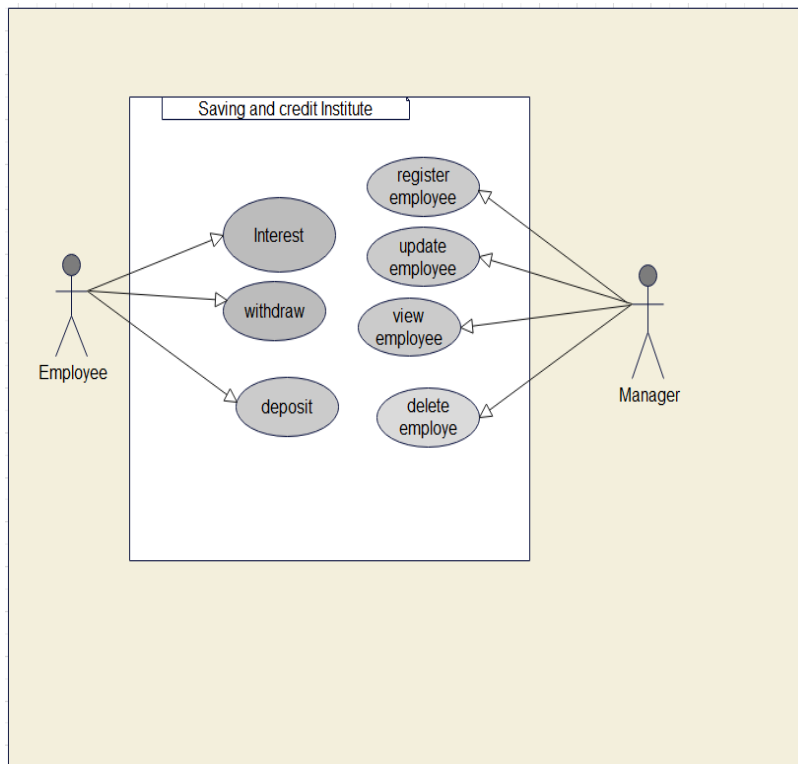 Saving and credit Institute
register
employee
Interest
update
employee
withdraw
view
employee
Employee
Manager
deposit
delete
employe